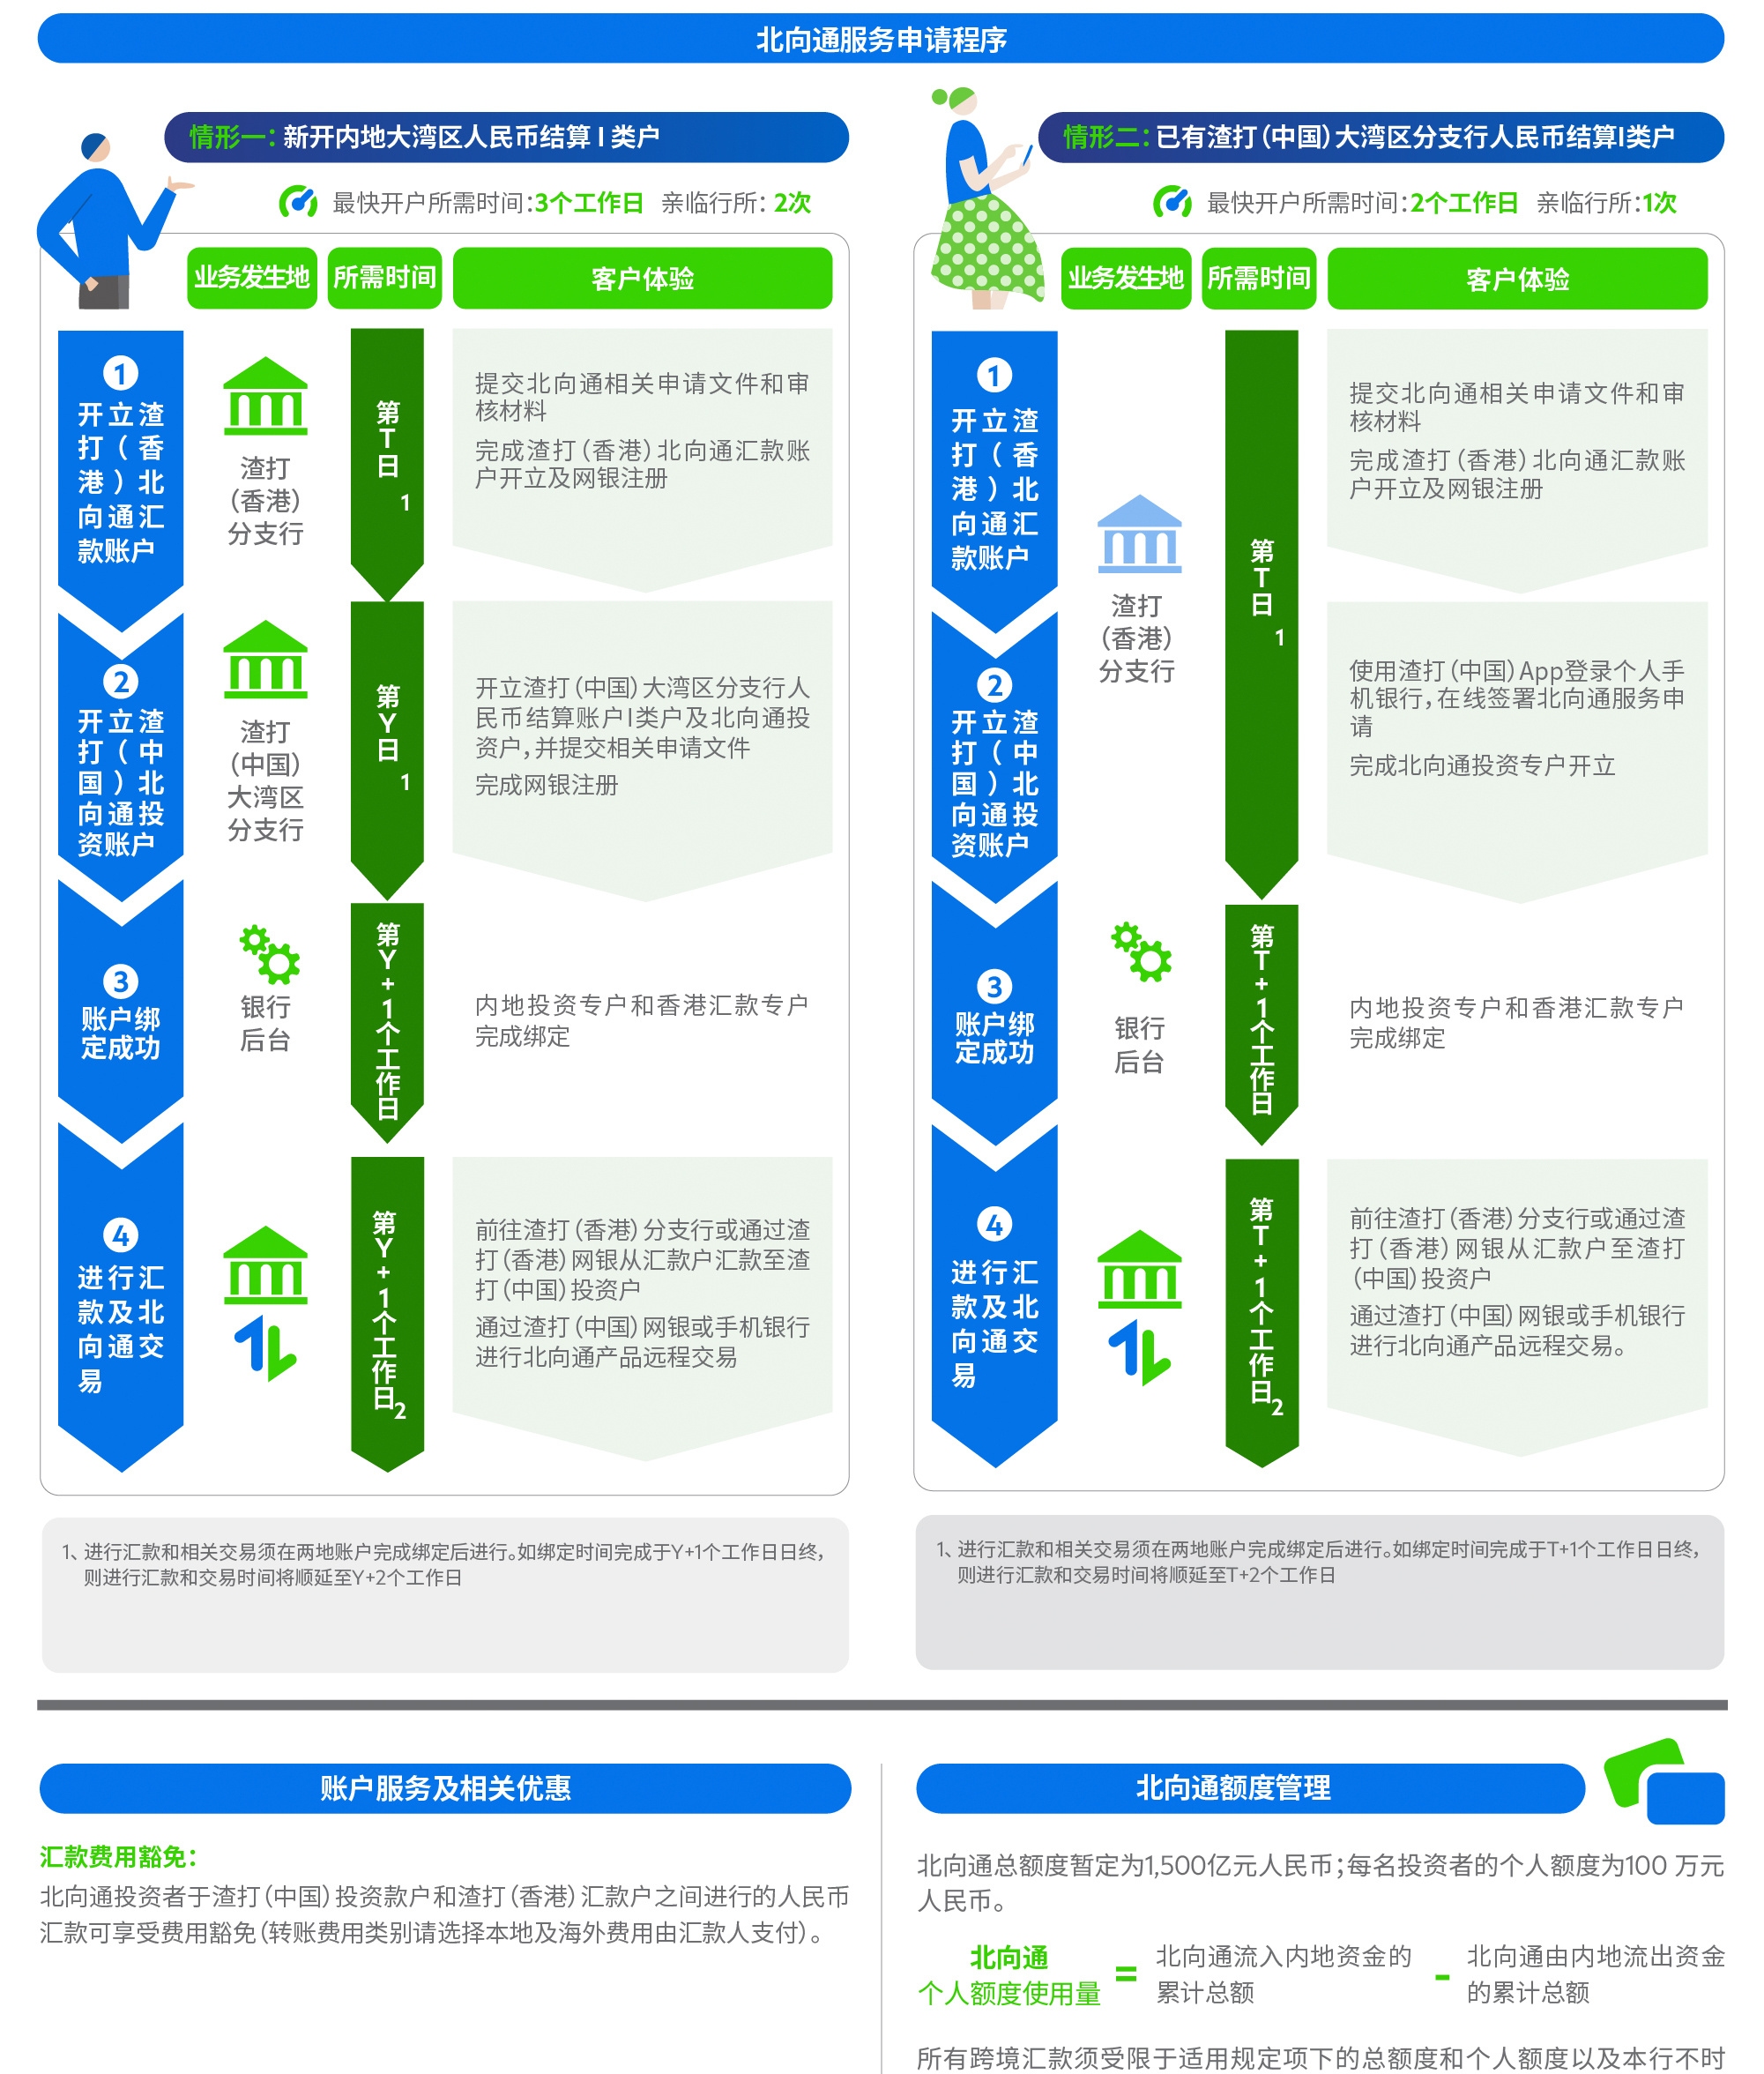 北向通服务申请程序
情形一：新开内地大湾区人民币结算 I 类户
最快开户所需时间：3个工作日 亲临行所：2次
业务发生地 所需时间 客户体验
1
开立渣
打（香
港）北
向通汇
款账户
渣打
（香港）
分支行
第
T
日
1
提交北向通相关申请文件和审
核材料
完成渣打（香港）北向通汇款账
户开立及网银注册
2
开立渣
打（中
国）北
向通投
资账户
渣打
（中国）
大湾区
分支行
第
Y
日
1
开立渣打（中国）大湾区分支行人
民币结算账户I类户及北向通投
资户，并提交相关申请文件
完成网银注册
3
账户绑
定成功
银行
后台
第
Y
+
1
个
工
作
日
内地投资专户和香港汇款专户
完成绑定
4
进行汇
款及北
向通交
易
第
Y
+
1
个
工
作
日2
前往渣打（香港）分支行或通过渣
打（香港）网银从汇款户汇款至渣
打（中国）投资户
通过渣打（中国）网银或手机银行
进行北向通产品远程交易
1、进行汇款和相关交易须在两地账户完成绑定后进行。如绑定时间完成于Y+1个工作日日终，
则进行汇款和交易时间将顺延至Y+2个工作日
情形二：已有渣打（中国）大湾区分支行人民币结算I类户
最快开户所需时间：2个工作日 亲临行所：1次
业务发生地 所需时间 客户体验
1
开立渣
打（香
港）北
向通汇
款账户
渣打
（香港）
分支行
第
T
日
1
提交北向通相关申请文件和审
核材料
完成渣打（香港）北向通汇款账
户开立及网银注册
2
开立渣
打（中
国）北
向通投
资账户
使用渣打（中国）App登录个人手
机银行，在线签署北向通服务申
请
完成北向通投资专户开立
3
账户绑
定成功
银行
后台
第
T
+
1
个
工
作
日
内地投资专户和香港汇款专户
完成绑定
4
进行汇
款及北
向通交
易
第
T
+
1
个
工
作
日2
前往渣打（香港）分支行或通过渣
打（香港）网银从汇款户至渣打
（中国）投资户
通过渣打（中国）网银或手机银行
进行北向通产品远程交易。
1、进行汇款和相关交易须在两地账户完成绑定后进行。如绑定时间完成于T+1个工作日日终，
则进行汇款和交易时间将顺延至T+2个工作日
账户服务及相关优惠
汇款费用豁免：
北向通投资者于渣打（中国）投资款户和渣打（香港）汇款户之间进行的人民币
汇款可享受费用豁免（转账费用类别请选择本地及海外费用由汇款人支付）。
北向通额度管理
北向通总额度暂定为1,500亿元人民币；每名投资者的个人额度为100 万元
人民币。
北向通
个人额度使用量
=
北向通流入内地资金的
累计总额
-
北向通由内地流出资金
的累计总额
所有跨境汇款须受限于适用规定项下的总额度和个人额度以及本行不时